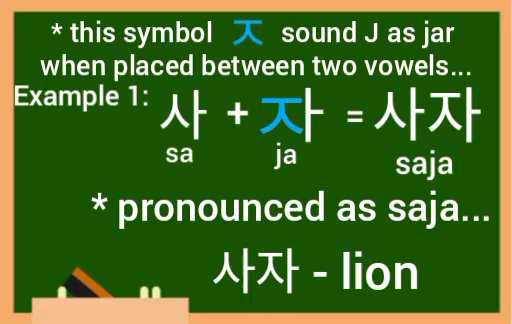 * this symbol ㅈ sound J as jar
when placed between two vowels...
Example 1: 사 + 자 = 사자
sa ja saja
* pronounced as saja...
사자 - lion